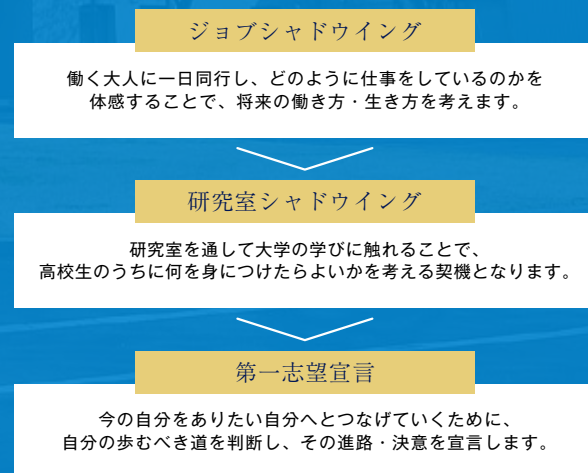 ジョブシャドウイング
働く大人に一日同行し、どのように仕事をしているのかを
体感することで、将来の働き方・生き方を考えます。
研究室シャドウイング
研究室を通して大学の学びに触れることで、
高校生のうちに何を身につけたらよいかを考える契機となります。
第一志望宣言
今の自分をありたい自分へとつなげていくために、
自分の歩むべき道を判断し、その進路・決意を宣言します。